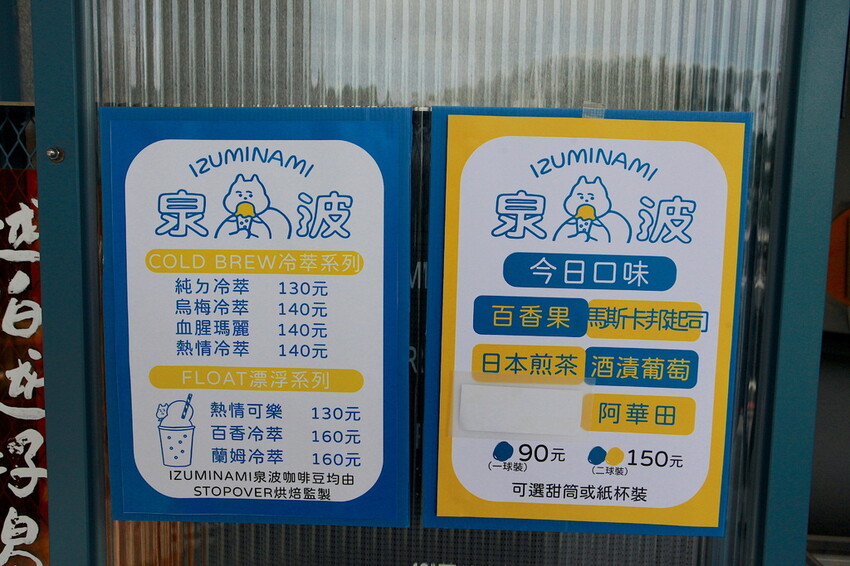 IZUMINAMI
泉波
COLD BREW冷萃系列
純ㄉ冷萃 130元
烏梅冷萃 140元
血腥瑪麗 140元
熱情冷萃 140元
FLOAT漂浮系列
熱情可樂 130元
百香冷萃 160元
蘭姆冷萃 160元
IZUMINAMI泉波咖啡豆均由
STOPOVER烘焙監製
IZUMINAMI
泉波
今日口味
百香果 馬斯卡邦起司
日本煎茶 酒漬葡萄
阿華田
90元 150元
(一球裝) (二球裝)
可選甜筒或紙杯裝